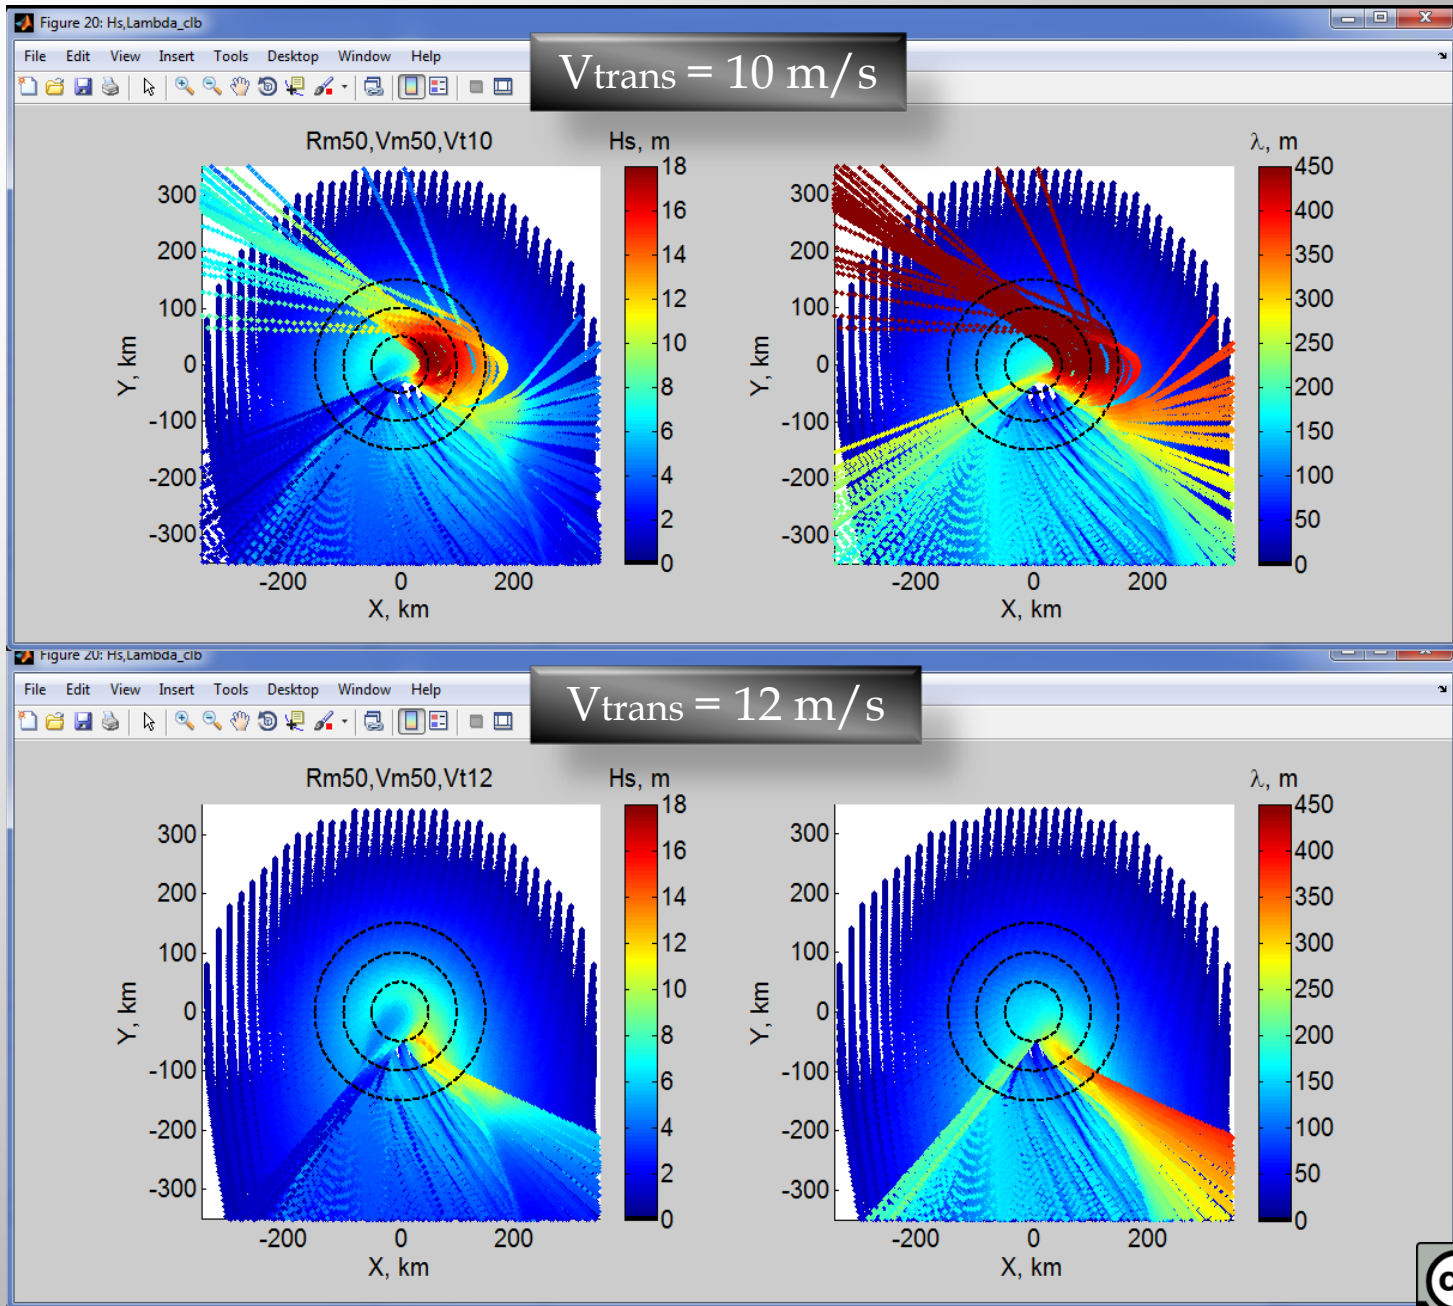 Figure 20: Hs,Lambda_clb
File Edit View Insert Tools Desktop Window Help
Vtrans = 10 m/s
Rm50,Vm50,Vt10
Hs, m
λ, m
300
200
100
0
-100
-200
-300
Y, km
-200 0 200
X, km
18
16
14
12
10
8
6
4
2
0
300
200
100
0
-100
-200
-300
Y, km
-200 0 200
X, km
450
400
350
300
250
200
150
100
50
0
Figure 20: Hs,Lambda_clb
File Edit View Insert Tools Desktop Window Help
Vtrans = 12 m/s
Rm50,Vm50,Vt12
Hs, m
λ, m
300
200
100
0
-100
-200
-300
Y, km
-200 0 200
X, km
18
16
14
12
10
8
6
4
2
0
300
200
100
0
-100
-200
-300
Y, km
-200 0 200
X, km
450
400
350
300
250
200
150
100
50
0